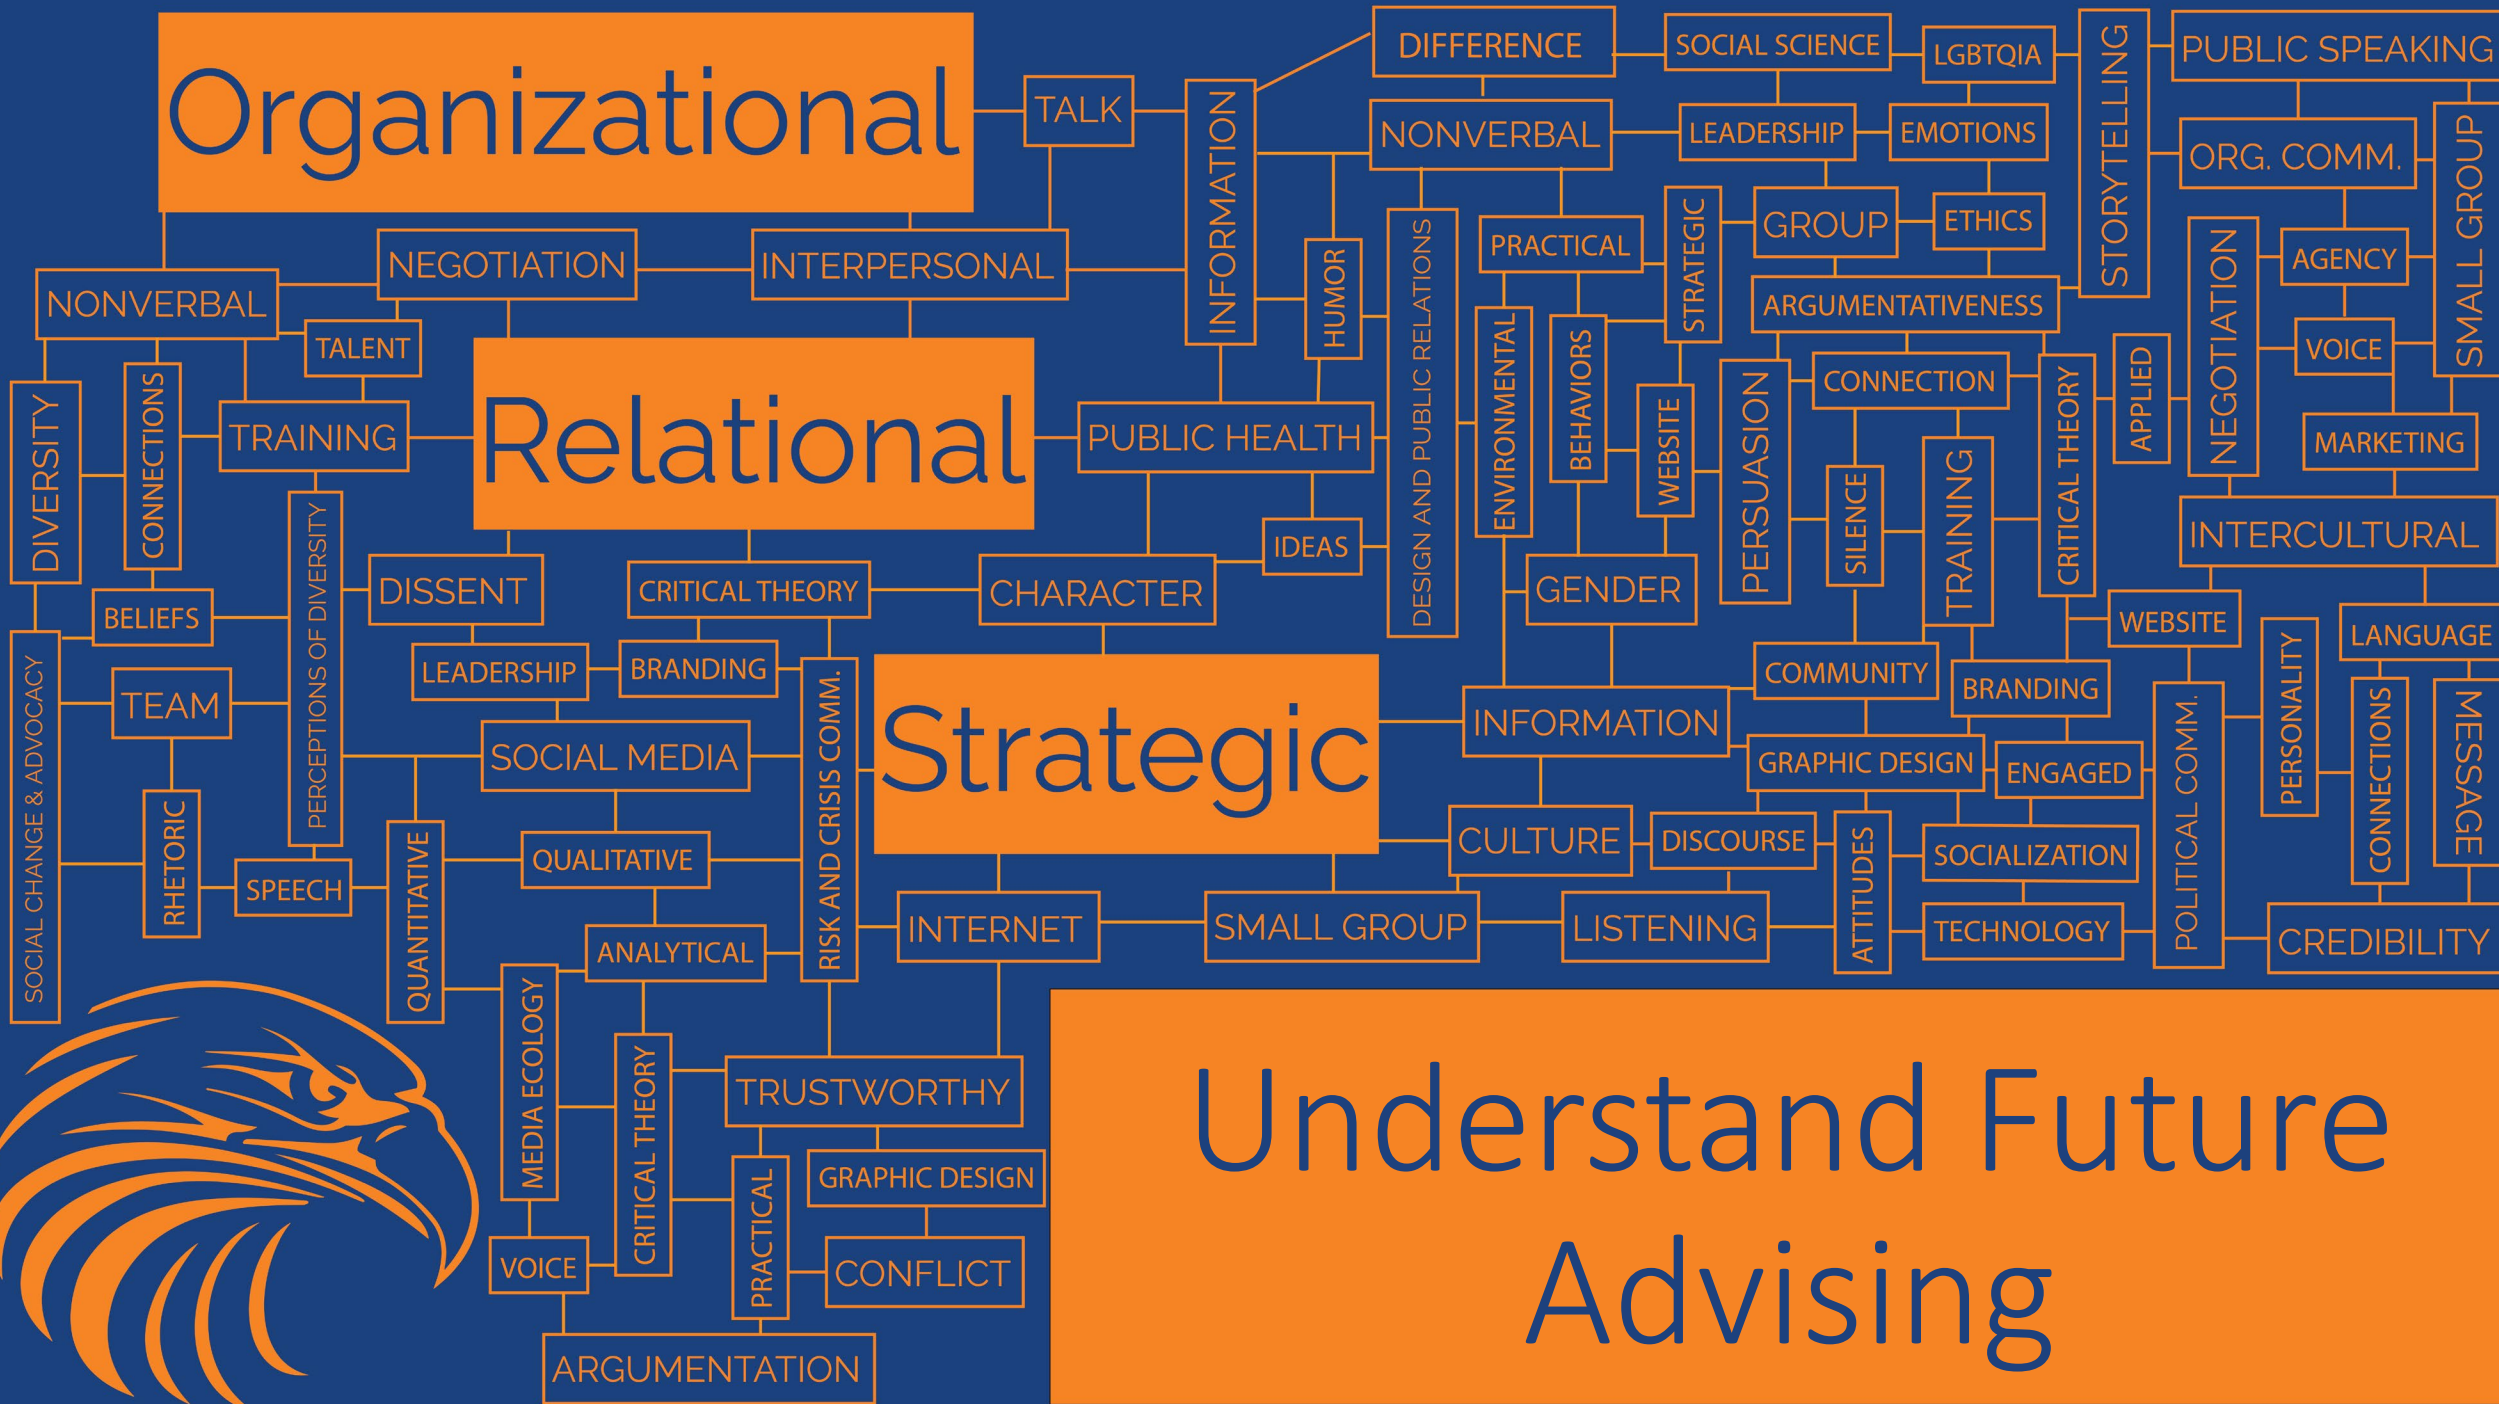 Organizational
TALK
INFORMATION
DIFFERENCE
SOCIAL SCIENCE
LGBTQIA
STORYTELLING
PUBLIC SPEAKING
NONVERBAL
LEADERSHIP
EMOTIONS
ORG. COMM.
SMALL GROUP
NONVERBAL
NEGOTIATION
INTERPERSONAL
HUMOR
DESIGN AND PUBLIC RELATIONS
PRACTICAL
STRATEGIC
GROUP
ETHICS
NEGOTIATION
AGENCY
TALENT
ENVIRONMENTAL
BEHAVIORS
ARGUMENTATIVENESS
VOICE
DIVERSITY
CONNECTIONS
TRAINING
Relational
PUBLIC HEALTH
WEBSITE
PERSUASION
CONNECTION
CRITICAL THEORY
APPLIED
MARKETING
PERCEPTIONS OF DIVERSITY
IDEAS
SILENCE
TRAINING
INTERCULTURAL
BELIEFS
DISSENT
CRITICAL THEORY
CHARACTER
GENDER
WEBSITE
LANGUAGE
SOCIAL CHANGE & ADVOCACY
TEAM
LEADERSHIP
BRANDING
RISK AND CRISIS COMM.
Strategic
INFORMATION
COMMUNITY
BRANDING
POLITICAL COMM.
PERSONALITY
CONNECTIONS
MESSAGE
SOCIAL MEDIA
GRAPHIC DESIGN
ENGAGED
RHETORIC
SPEECH
QUANTITATIVE
QUALITATIVE
CULTURE
DISCOURSE
ATTITUDES
SOCIALIZATION
ANALYTICAL
INTERNET
SMALL GROUP
LISTENING
TECHNOLOGY
CREDIBILITY
MEDIA ECOLOGY
CRITICAL THEORY
TRUSTWORTHY
GRAPHIC DESIGN
PRACTICAL
VOICE
CONFLICT
ARGUMENTATION
Understand Future
Advising